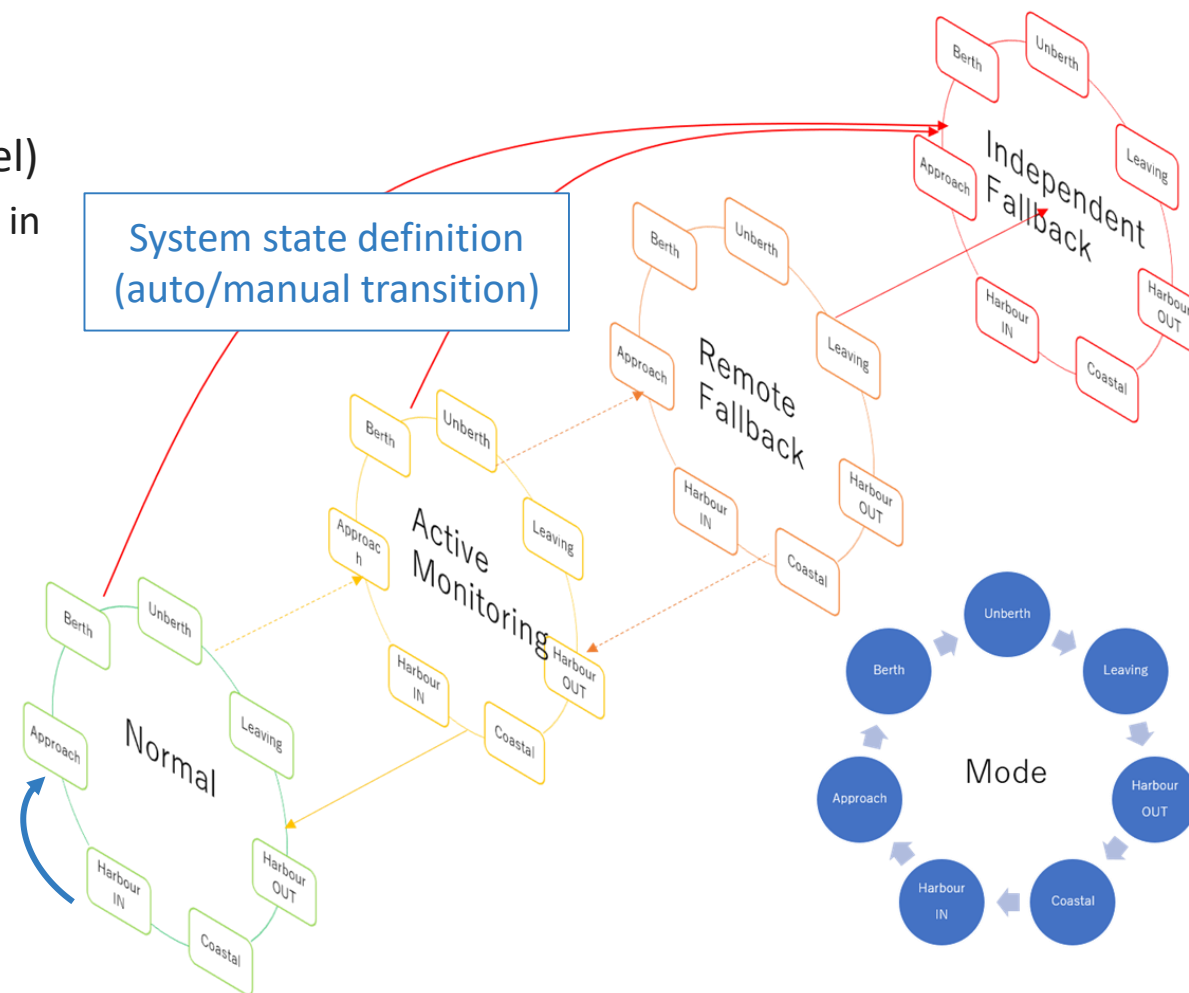 el)
in
System state definition
(auto/manual transition)
Berth
Unberth
Leaving
Harbour
OUT
Coastal
Harbour
IN
Approach
Independent
Fallback
Berth
Unberth
Leaving
Harbour
OUT
Coastal
Harbour
IN
Approach
Remote
Fallback
Berth
Unberth
Leaving
Harbour
OUT
Coastal
Harbour
IN
Approac
h
Active
Monitoring
Berth
Unberth
Leaving
Harbour
OUT
Coastal
Harbour
IN
Approach
Normal
Unberth
Leaving
Harbour
OUT
Coastal
Harbour
IN
Approach
Berth
Mode